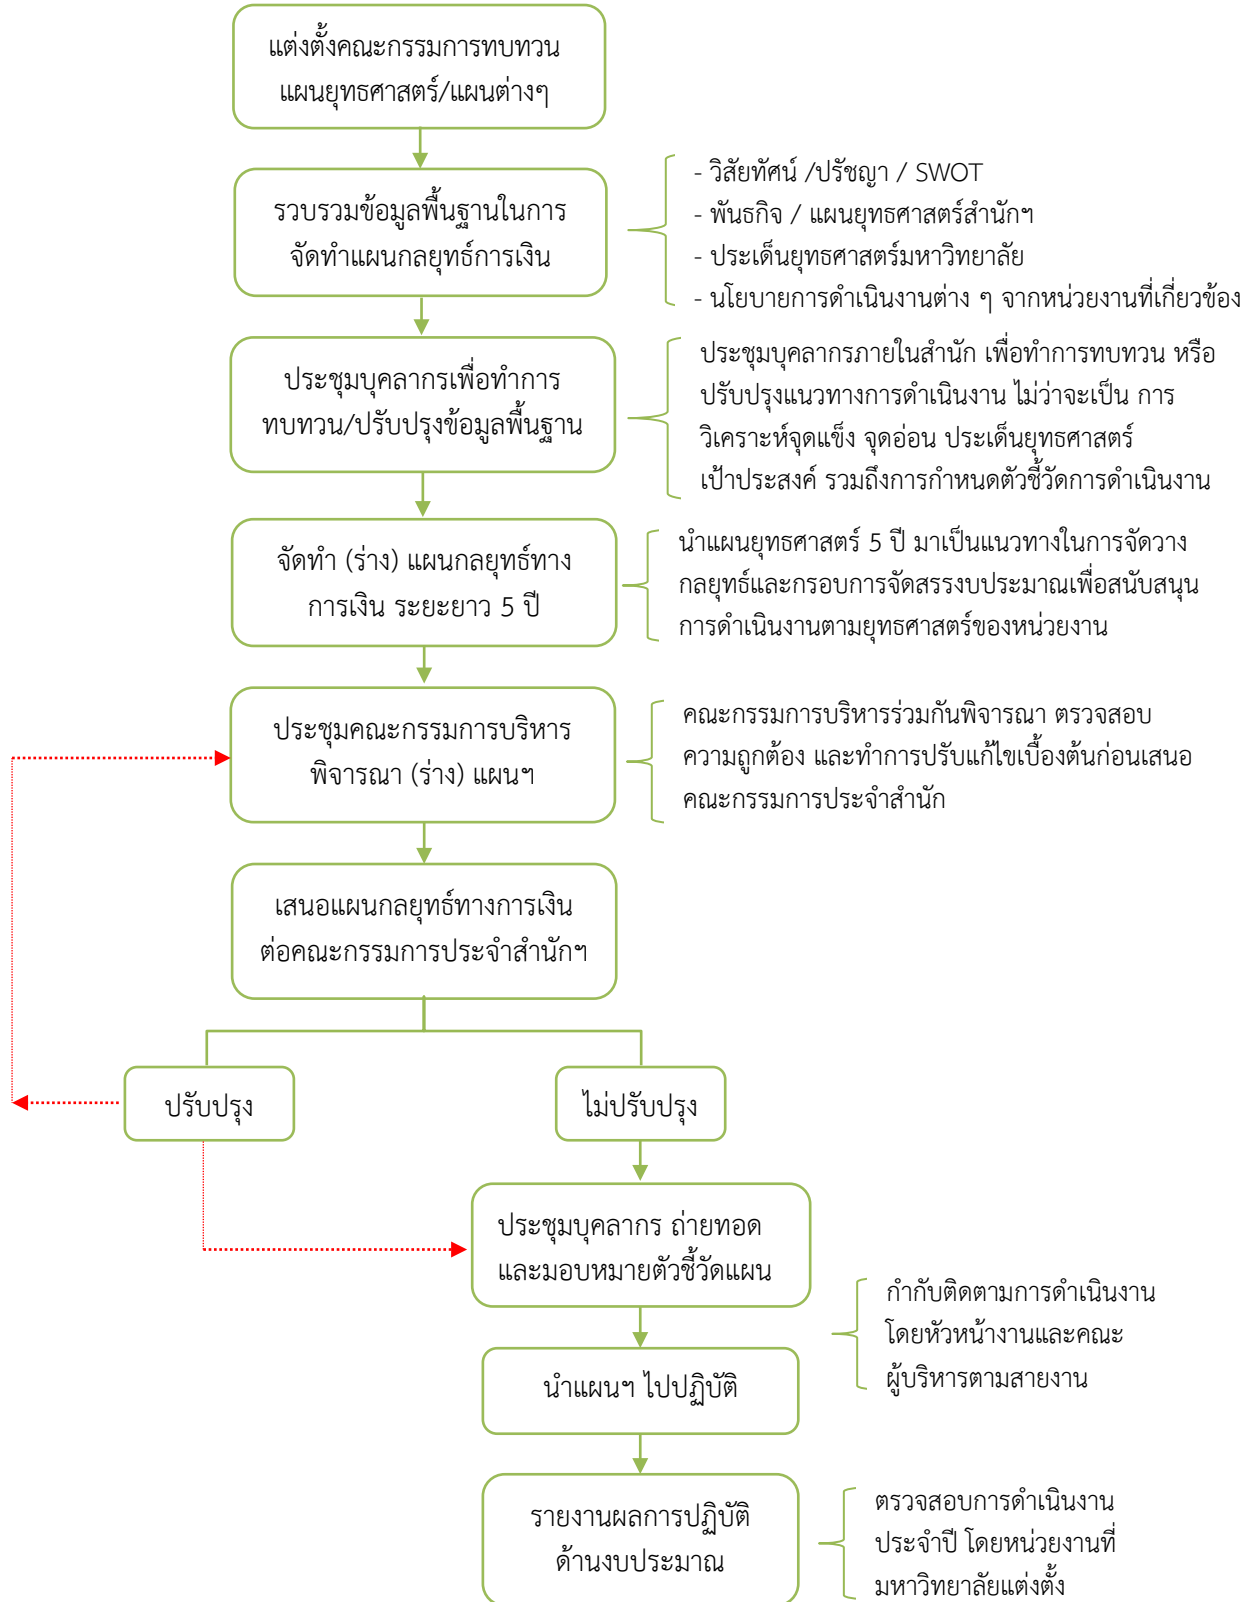 แต่งตั้งคณะกรรมการทบทวน
แผนยุทธศาสตร์/แผนต่างๆ
รวบรวมข้อมูลพื้นฐานในการ
จัดทำแผนกลยุทธ์การเงิน
- วิสัยทัศน์ /ปรัชญา / SWOT
- พันธกิจ / แผนยุทธศาสตร์สำนักฯ
- ประเด็นยุทธศาสตร์มหาวิทยาลัย
- นโยบายการดำเนินงานต่าง ๆ จากหน่วยงานที่เกี่ยวข้อง
ประชุมบุคลากรเพื่อทำการ
ทบทวน/ปรับปรุงข้อมูลพื้นฐาน
ประชุมบุคลากรภายในสำนัก เพื่อทำการทบทวน หรือ
ปรับปรุงแนวทางการดำเนินงาน ไม่ว่าจะเป็น การ
วิเคราะห์จุดแข็ง จุดอ่อน ประเด็นยุทธศาสตร์
เป้าประสงค์ รวมถึงการกำหนดตัวชี้วัดการดำเนินงาน
จัดทำ (ร่าง) แผนกลยุทธ์ทาง
การเงิน ระยะยาว 5 ปี
นำแผนยุทธศาสตร์ 5 ปี มาเป็นแนวทางในการจัดวาง
กลยุทธ์และกรอบการจัดสรรงบประมาณเพื่อสนับสนุน
การดำเนินงานตามยุทธศาสตร์ของหน่วยงาน
ประชุมคณะกรรมการบริหาร
พิจารณา (ร่าง) แผนฯ
คณะกรรมการบริหารร่วมกันพิจารณา ตรวจสอบ
ความถูกต้อง และทำการปรับแก้ไขเบื้องต้นก่อนเสนอ
คณะกรรมการประจำสำนัก
เสนอแผนกลยุทธ์ทางการเงิน
ต่อคณะกรรมการประจำสำนักฯ
ปรับปรุง
ไม่ปรับปรุง
ประชุมบุคลากร ถ่ายทอด
และมอบหมายตัวชี้วัดแผน
กำกับติดตามการดำเนินงาน
โดยหัวหน้างานและคณะ
ผู้บริหารตามสายงาน
นำแผนฯ ไปปฏิบัติ
รายงานผลการปฏิบัติ
ด้านงบประมาณ
ตรวจสอบการดำเนินงาน
ประจำปี โดยหน่วยงานที่
มหาวิทยาลัยแต่งตั้ง